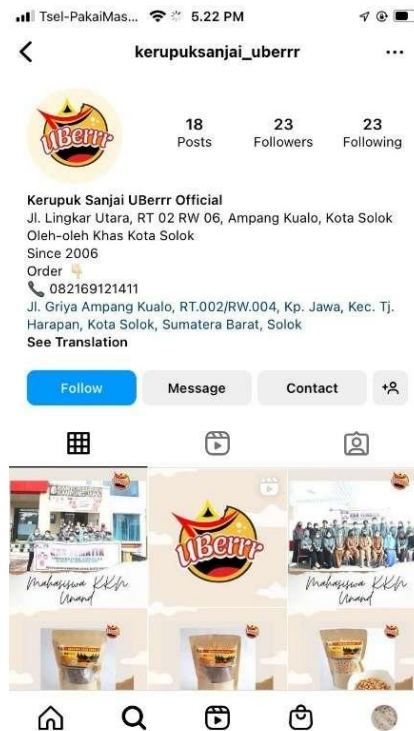 Tsel-PakaiMas... 5.22 PM
kerupuksanjai_uberrr
UBerrr
18 23 23
Posts Followers Following
Kerupuk Sanjai UBerrr Official
Jl. Lingkar Utara, RT 02 RW 06, Ampang Kualo, Kota Solok
Oleh-oleh Khas Kota Solok
Since 2006
Order
082169121411
Jl. Griya Ampang Kualo, RT.002/RW.004, Kp. Jawa, Kec. Tj.
Harapan, Kota Solok, Sumatera Barat, Solok
See Translation
Follow Message Contact
Mahasiswa KKN
Unand
UBerrr
Mahasiswa KKN
Unand